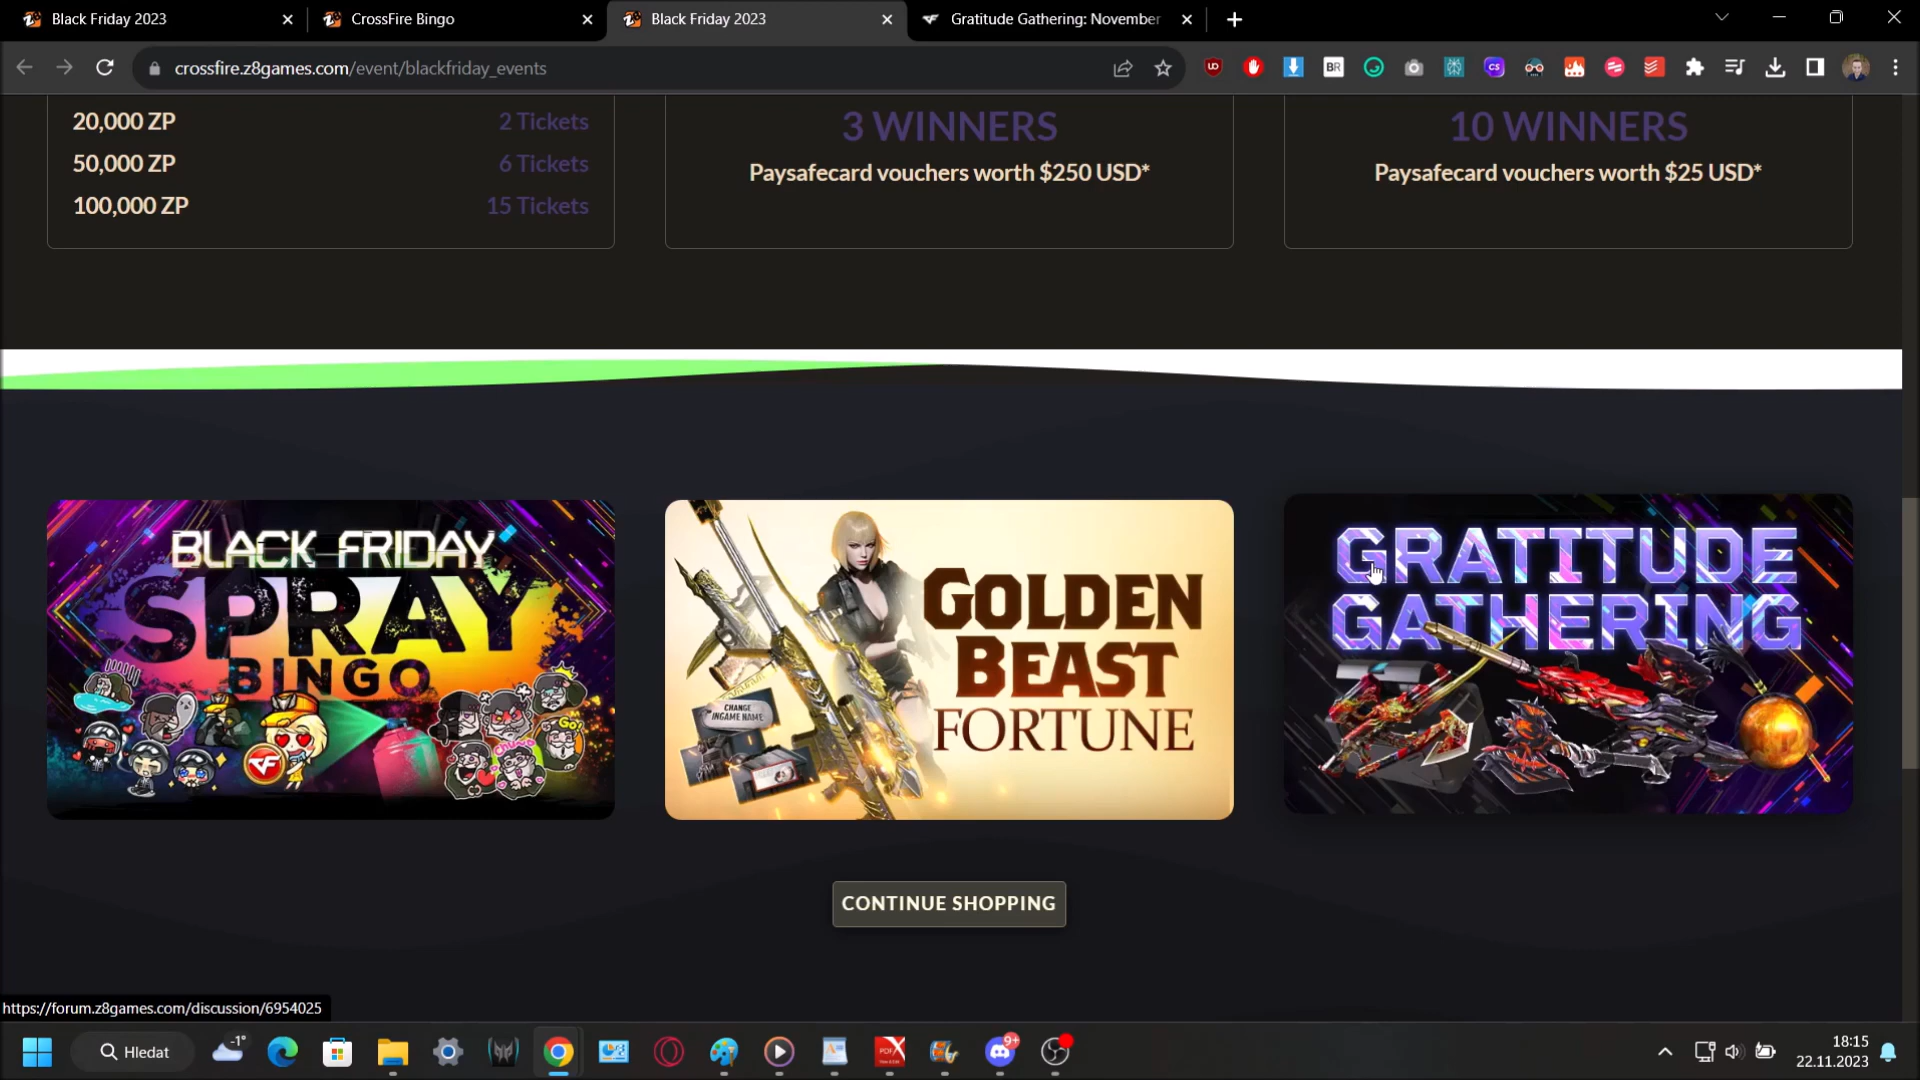 Black Friday 2023
CrossFire Bingo
Black Friday 2023
Gratitude Gathering: November
crossfire.z8games.com/event/blackfriday_events
20,000 ZP 2 Tickets
50,000 ZP 6 Tickets
100,000 ZP 15 Tickets
3 WINNERS
Paysafecard vouchers worth $250 USD*
10 WINNERS
Paysafecard vouchers worth $25 USD*
BLACK FRIDAY
SPRAY
BINGO
Go!
GOLDEN
BEAST
FORTUNE
CHANGE
INGAME NAME
GRATITUDE
GATHERING
CONTINUE SHOPPING
https://forum.z8games.com/discussion/6954025
Hledat
-1°
9+
18:15
22.11.2023